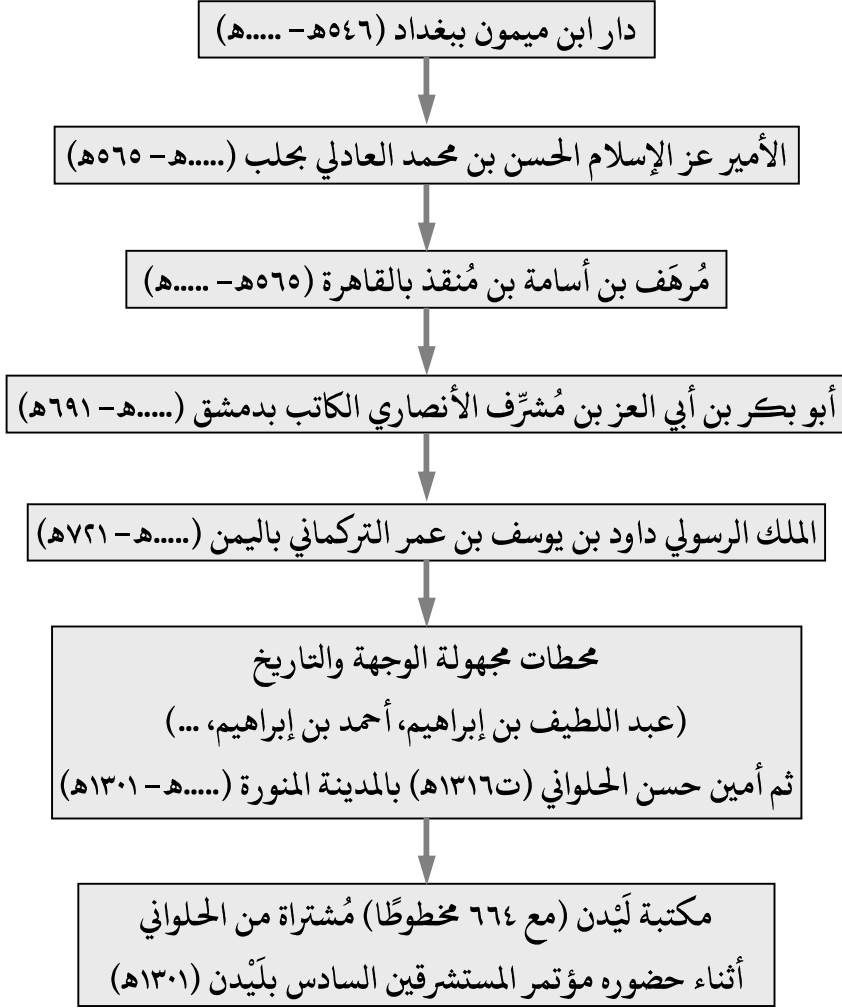 دار ابن ميمون ببغداد (٥٤٦هـ- .....هـ)
الأمير عز الإسلام الحسن بن محمد العادلي بحلب (.....هـ- ٥٦٥هـ)
مُرهَف بن أسامة بن مُنقذ بالقاهرة (٥٦٥هـ- .....هـ)
أبو بكر بن أبي العز بن مُشرِّف الأنصاري الكاتب بدمشق (.....هـ- ٦٩١هـ)
الملك الرسولي داود بن يوسف بن عمر التركماني باليمن (.....هـ- ٧٢١هـ)
محطات مجهولة الوجهة والتاريخ
(عبد اللطيف بن إبراهيم، أحمد بن إبراهيم، ...)
ثم أمين حسن الحلواني (ت١٣١٦هـ) بالمدينة المنورة (.....هـ- ١٣٠١هـ)
مكتبة لَيْدن (مع ٦٦٤ مخطوطًا) مُشتراة من الحلواني
أثناء حضوره مؤتمر المستشرقين السادس بلَيْدن (١٣٠١هـ)